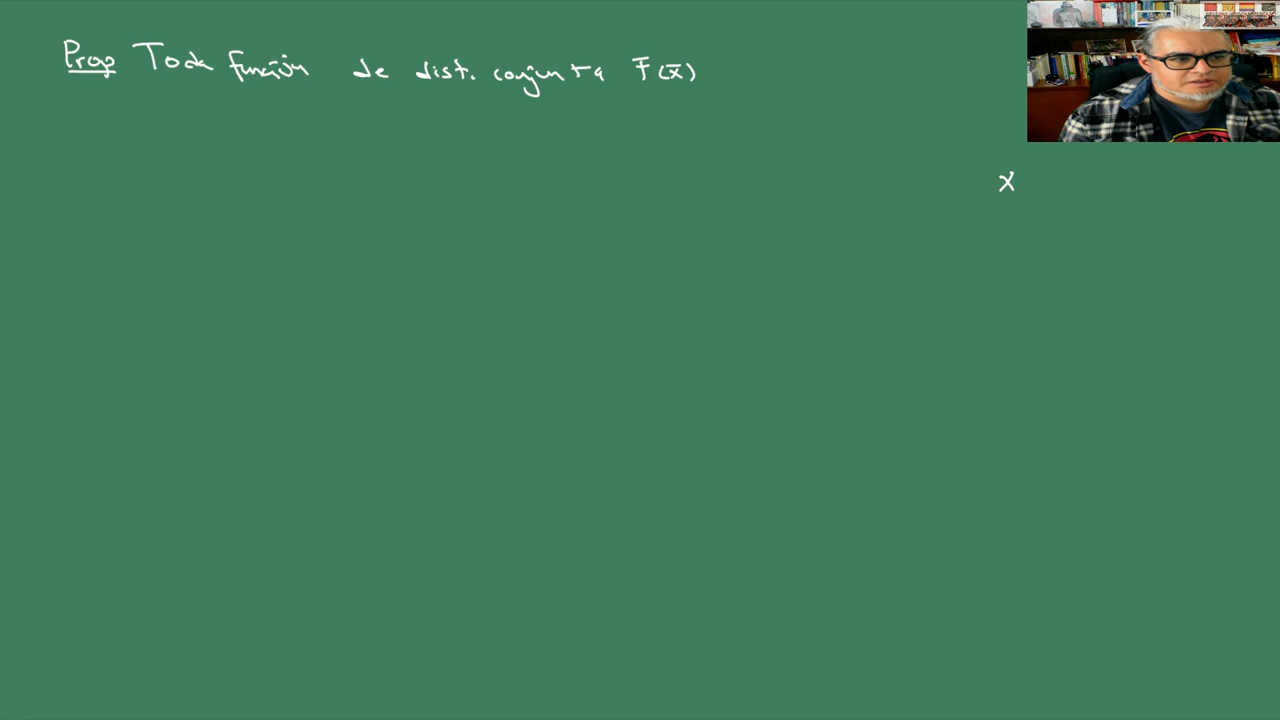 Prop Toda función de dist. conjunta F(x̄)
x